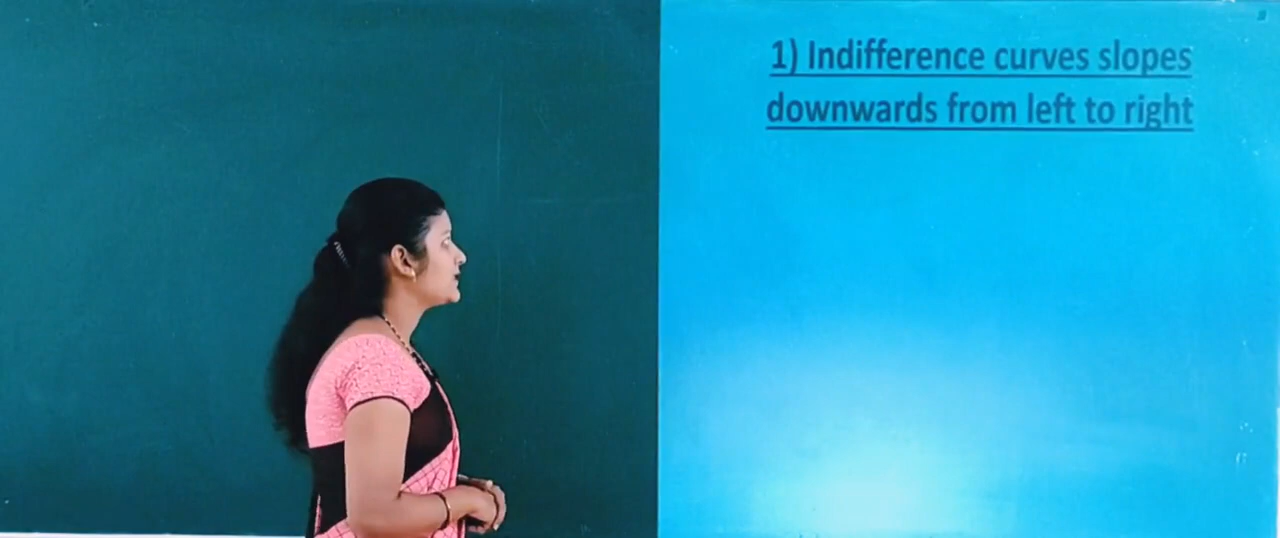 1) Indifference curves slopes
downwards from left to right